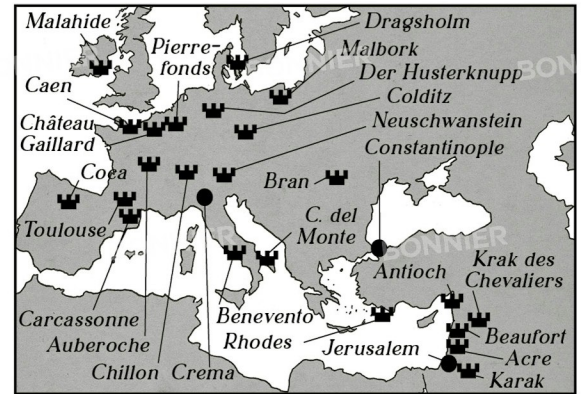 Malahide
Dragsholm
Pierre-
fonds
Malbork
Der Husterknupp
Caen
Colditz
Château
Gaillard
Neuschwanstein
Constantinople
Coca
Bran
Toulouse
C. del
Monte
BONNIER
BONNIER
BON
Antioch
Krak des
Chevaliers
Carcassonne
Benevento
Auberoche
Rhodes
Beaufort
Jerusalem
Acre
Chillon
Crema
Karak